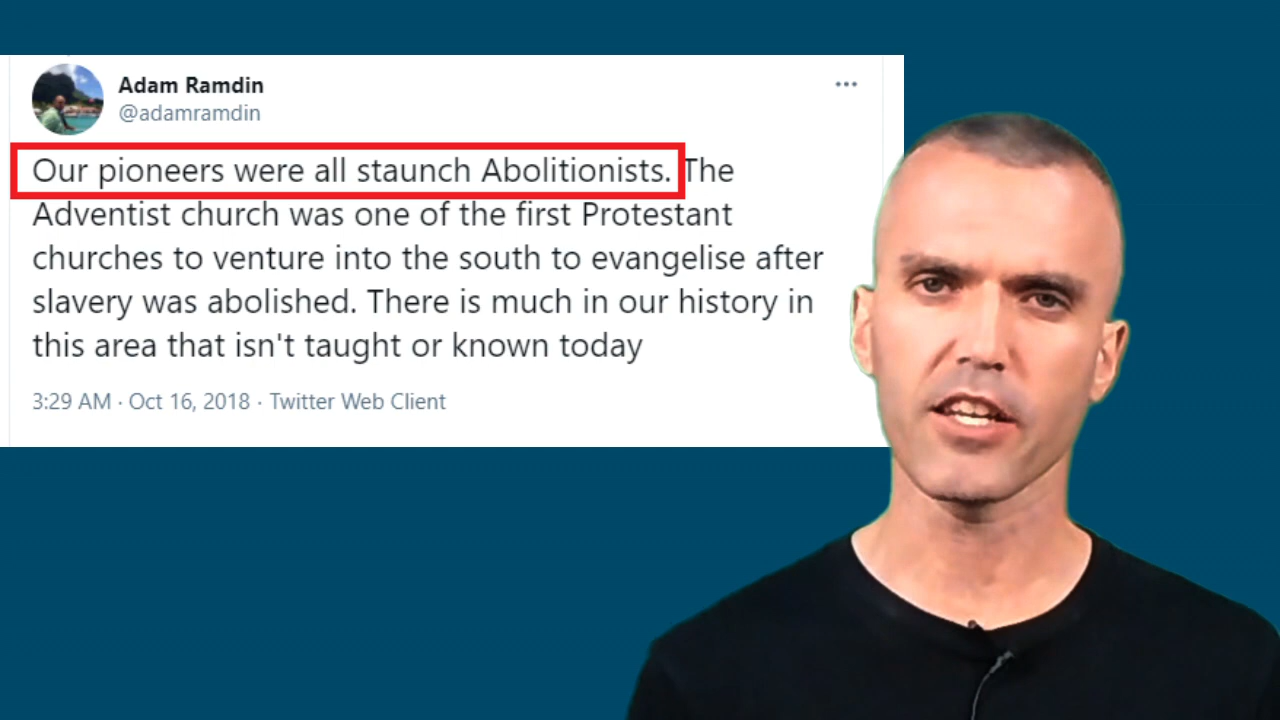 Adam Ramdin
@adamramdin
Our pioneers were all staunch Abolitionists. The
Adventist church was one of the first Protestant
churches to venture into the south to evangelise after
slavery was abolished. There is much in our history in
this area that isn't taught or known today
3:29 AM · Oct 16, 2018 · Twitter Web Client